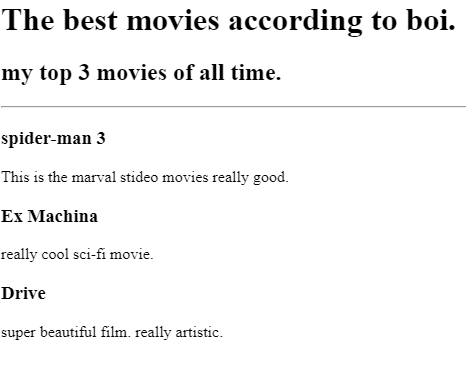 The best movies according to boi.
my top 3 movies of all time.
spider-man 3
This is the marval stideo movies really good.
Ex Machina
really cool sci-fi movie.
Drive
super beautiful film. really artistic.